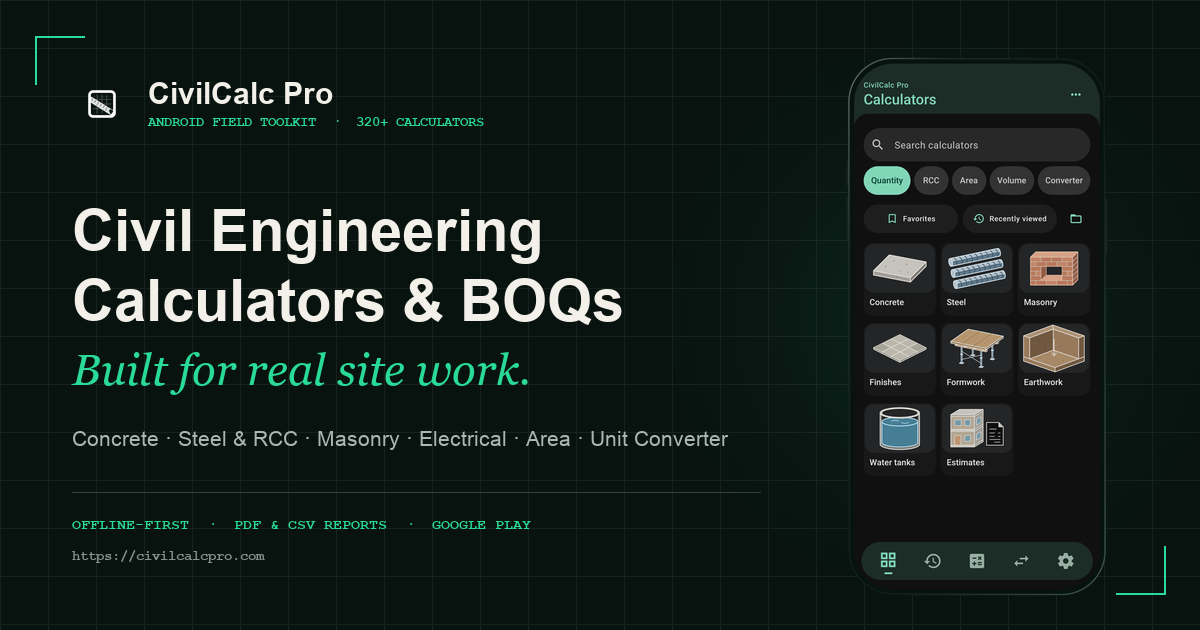 CivilCalc Pro
ANDROID FIELD TOOLKIT · 320+ CALCULATORS
Civil Engineering
Calculators & BOQs
Built for real site work.
Concrete · Steel & RCC · Masonry · Electrical · Area · Unit Converter
OFFLINE-FIRST · PDF & CSV REPORTS · GOOGLE PLAY
https://civilcalcpro.com
CivilCalc Pro
Calculators
Search calculators
Quantity RCC Area Volume Converter
Favorites Recently viewed
Concrete Steel Masonry
Finishes Formwork Earthwork
Water tanks Estimates